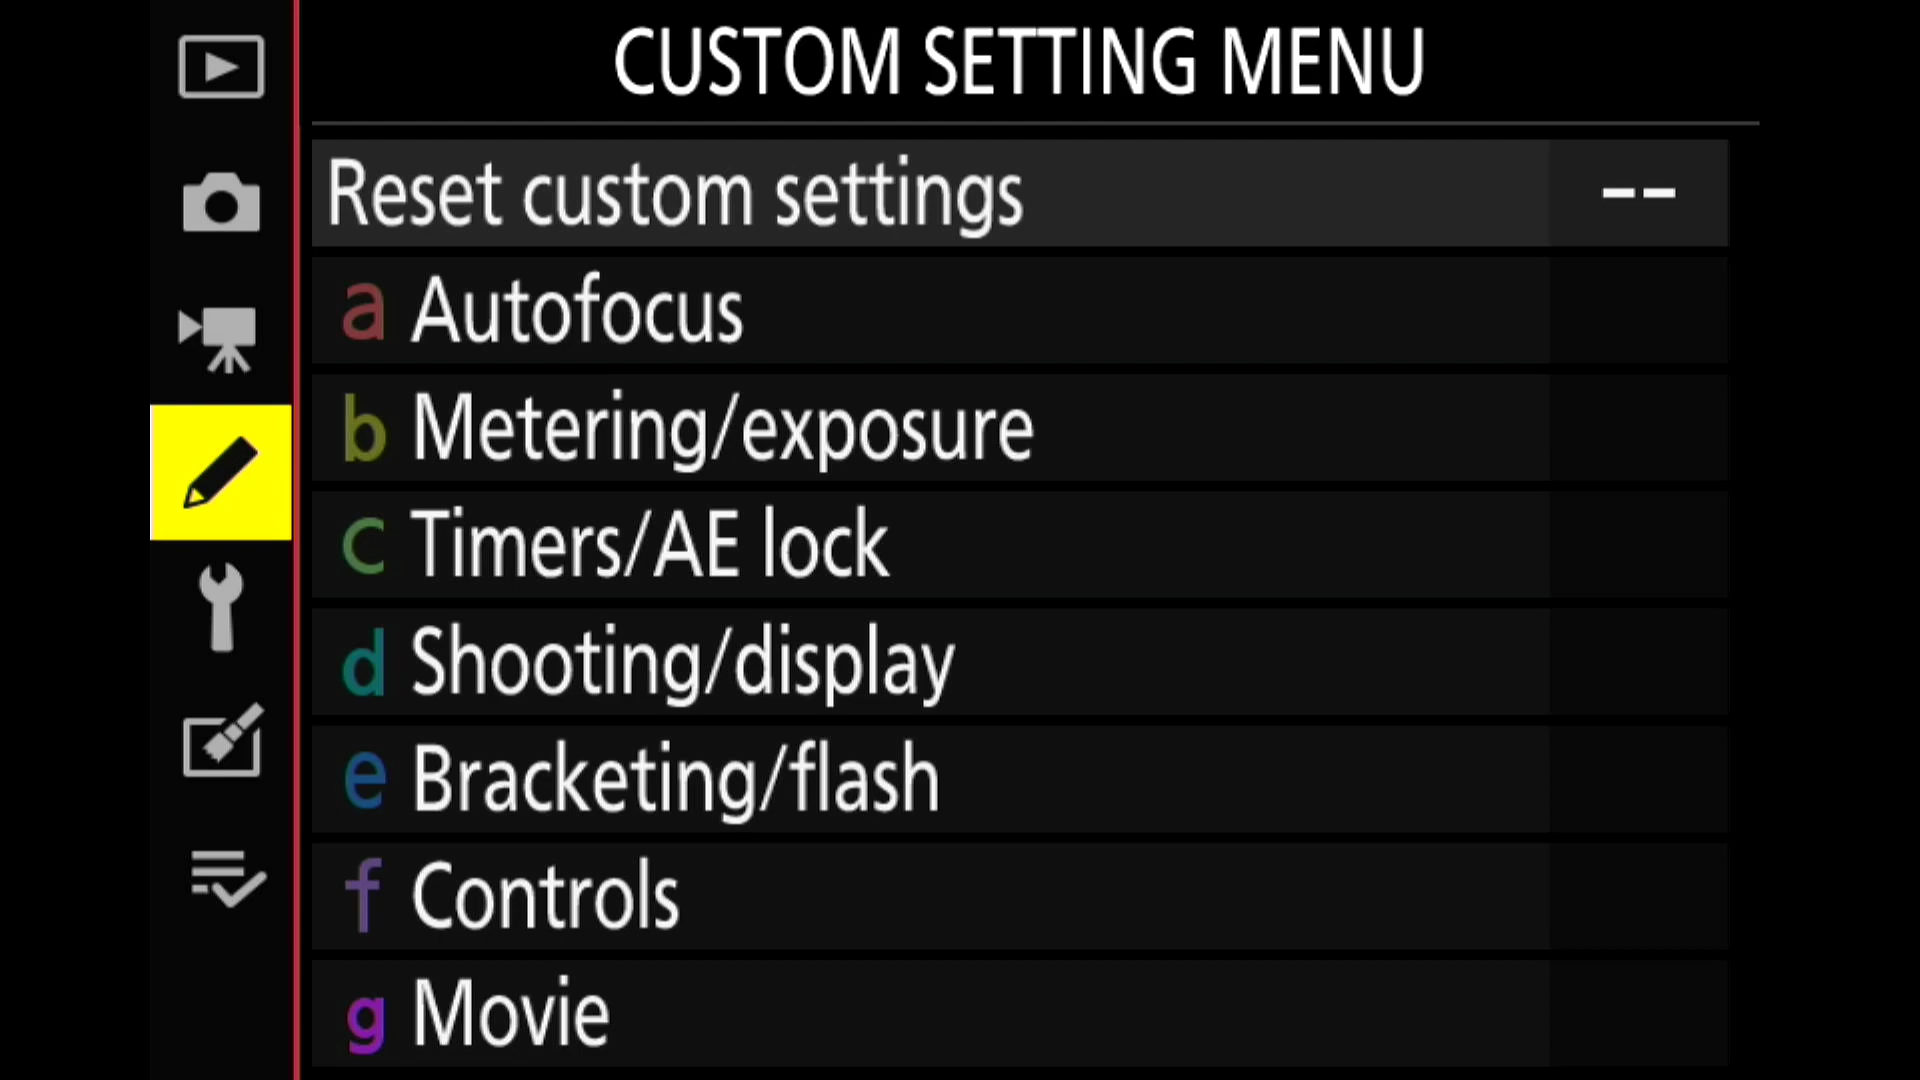 CUSTOM SETTING MENU
Reset custom settings --
a Autofocus
b Metering/exposure
c Timers/AE lock
d Shooting/display
e Bracketing/flash
f Controls
g Movie